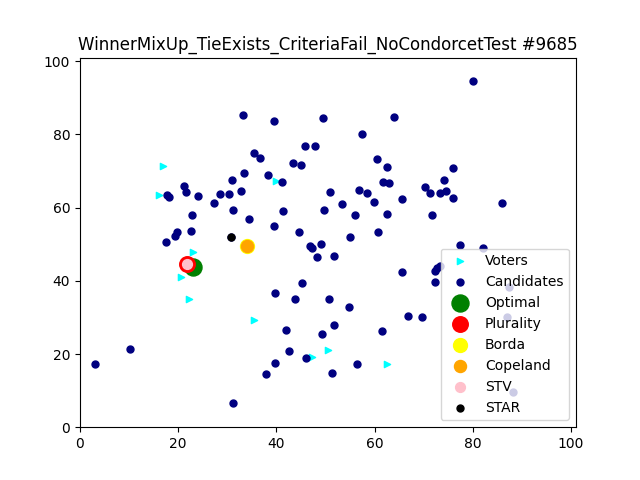 WinnerMixUp_TieExists_CriteriaFail_NoCondorcetTest #9685
100
80
60
40
20
0
0 20 40 60 80 100
Voters
Candidates
Optimal
Plurality
Borda
Copeland
STV
STAR